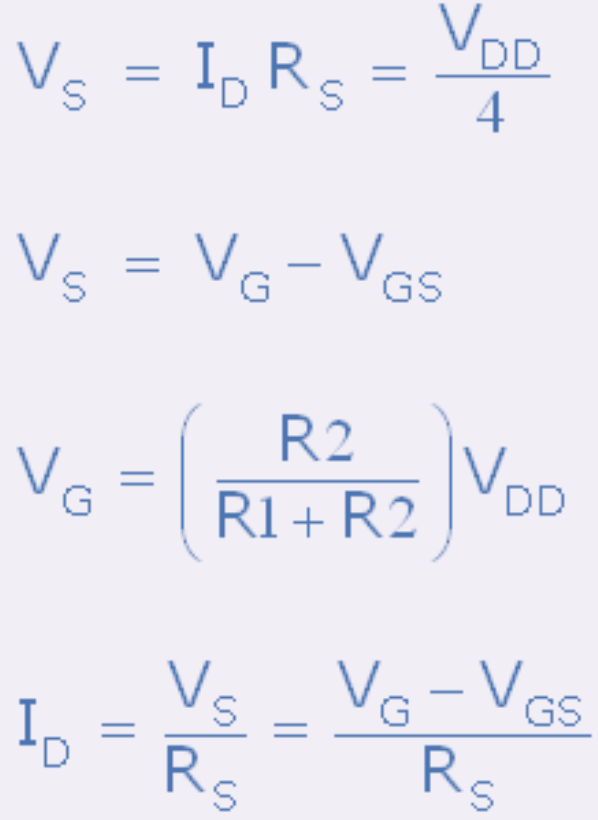 V_S = I_D R_S = V_DD / 4
V_S = V_G − V_GS
V_G = (R2 / (R1 + R2)) V_DD
I_D = V_S / R_S = (V_G − V_GS) / R_S